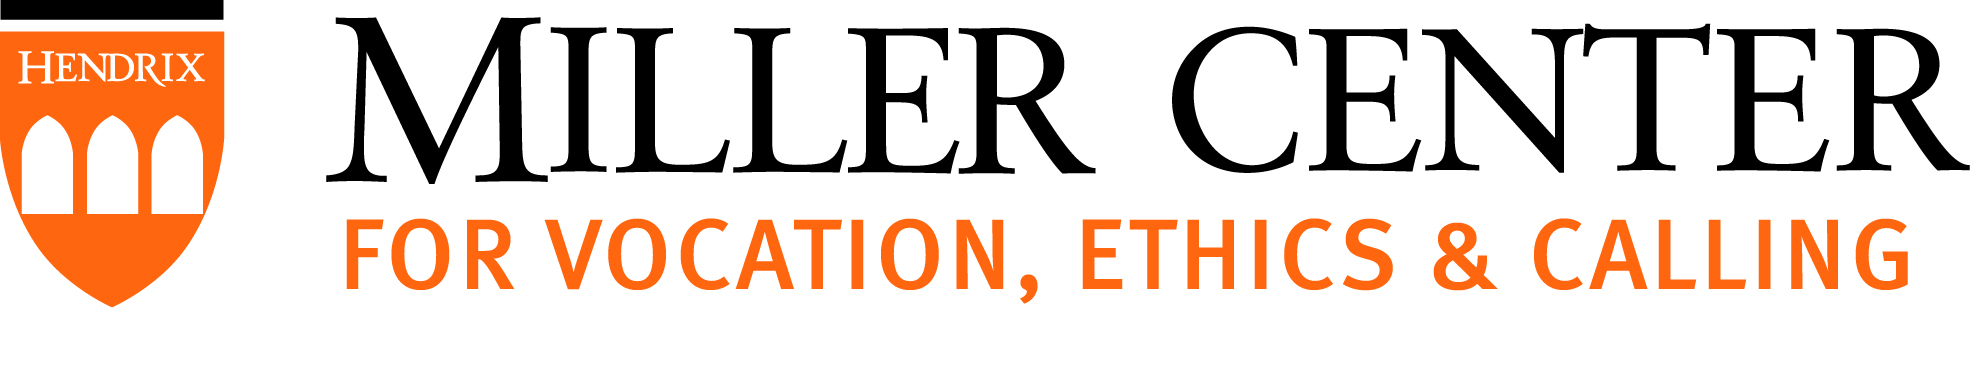 HENDRIX
MILLER CENTER
FOR VOCATION, ETHICS & CALLING